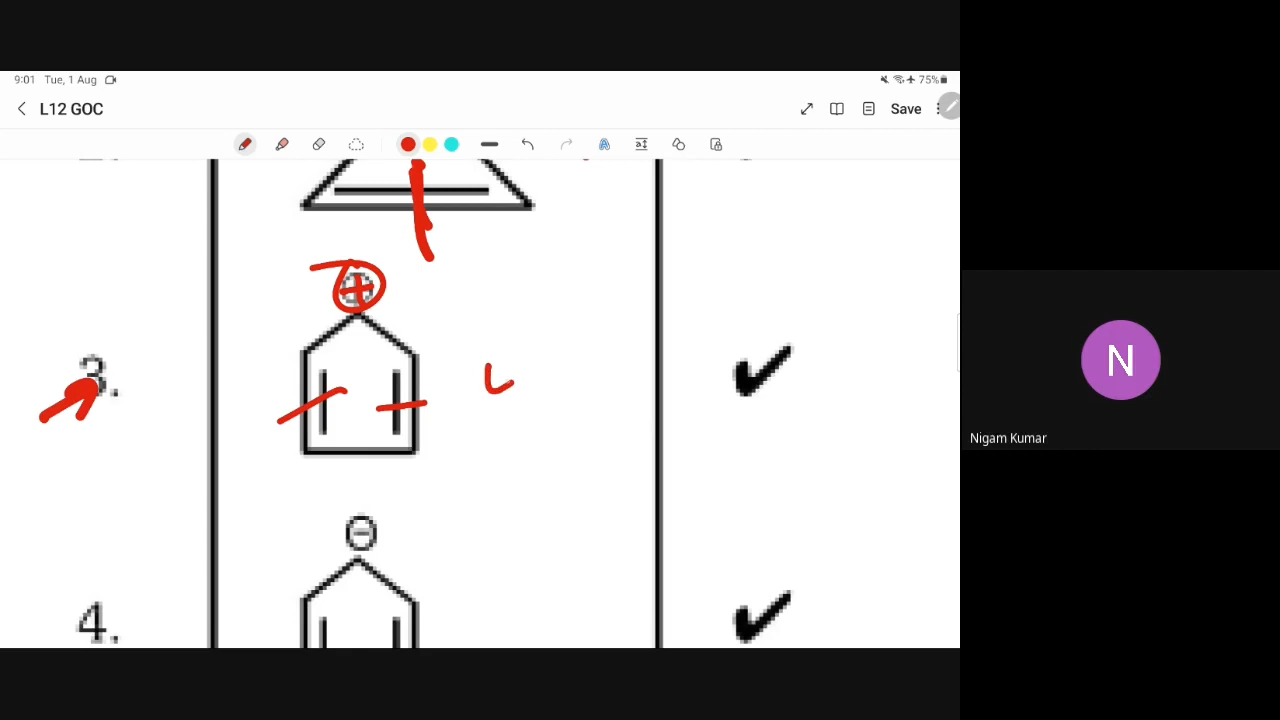 9:01 Tue, 1 Aug 75%
L12 GOC Save
⊕
3.
N
Nigam Kumar
⊖
4.